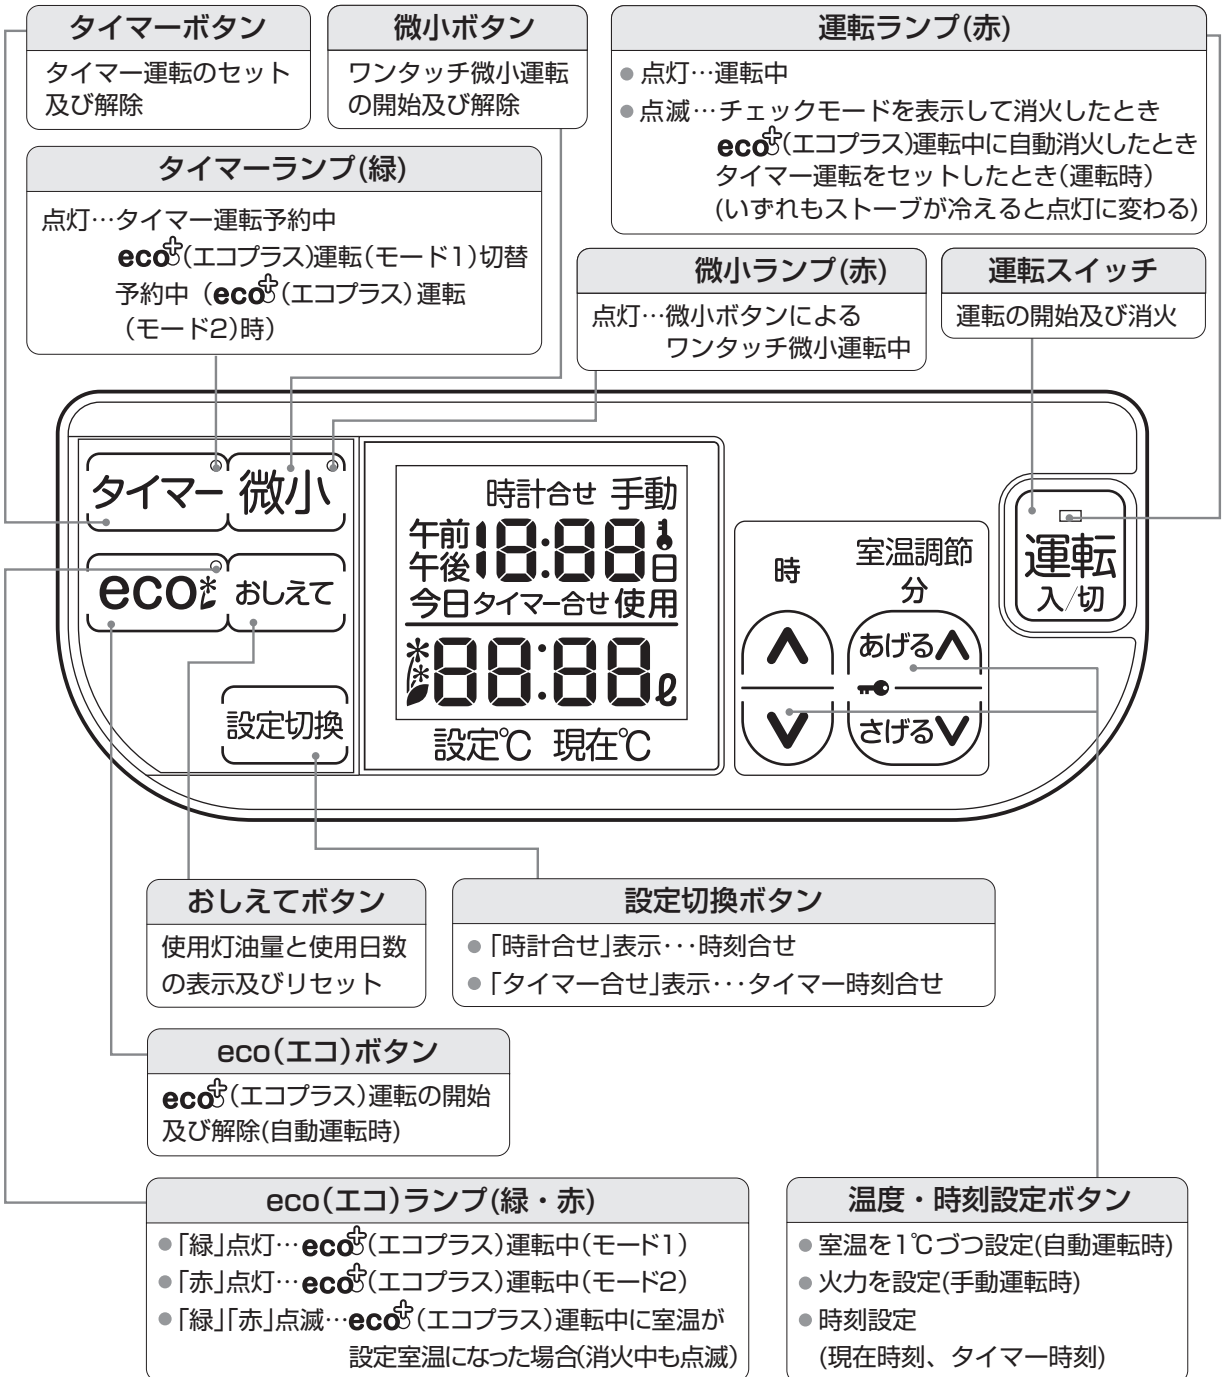 タイマーボタン
タイマー運転のセット
及び解除
微小ボタン
ワンタッチ微小運転
の開始及び解除
運転ランプ(赤)
●点灯…運転中
●点滅…チェックモードを表示して消火したとき
eco(エコプラス)運転中に自動消火したとき
タイマー運転をセットしたとき(運転時)
(いずれもストーブが冷えると点灯に変わる)
タイマーランプ(緑)
点灯…タイマー運転予約中
eco(エコプラス)運転(モード1)切替
予約中(eco(エコプラス)運転
(モード2)時)
微小ランプ(赤)
点灯…微小ボタンによる
ワンタッチ微小運転中
運転スイッチ
運転の開始及び消火
タイマー
微小
eco
おしえて
設定切換
時計合せ 手動
午前
午後
18:88
日
今日タイマー合せ使用
88:88ℓ
設定℃ 現在℃
時
室温調節
分
あげる
さげる
運転
入/切
おしえてボタン
使用灯油量と使用日数
の表示及びリセット
設定切換ボタン
●「時計合せ」表示･･･時刻合せ
●「タイマー合せ」表示･･･タイマー時刻合せ
eco(エコ)ボタン
eco(エコプラス)運転の開始
及び解除(自動運転時)
eco(エコ)ランプ(緑・赤)
●「緑」点灯…eco(エコプラス)運転中(モード1)
●「赤」点灯…eco(エコプラス)運転中(モード2)
●「緑」「赤」点滅…eco(エコプラス)運転中に室温が
設定室温になった場合(消火中も点滅)
温度・時刻設定ボタン
●室温を1℃づつ設定(自動運転時)
●火力を設定(手動運転時)
●時刻設定
(現在時刻、タイマー時刻)